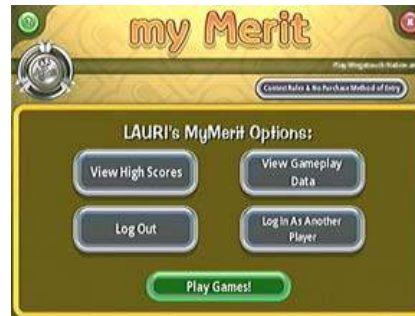 my Merit
Play Megatouch Nation an
Contest Rules & No Purchase Method of Entry
LAURI's MyMerit Options:
View High Scores
View Gameplay
Data
Log Out
Log In As Another
Player
Play Games!